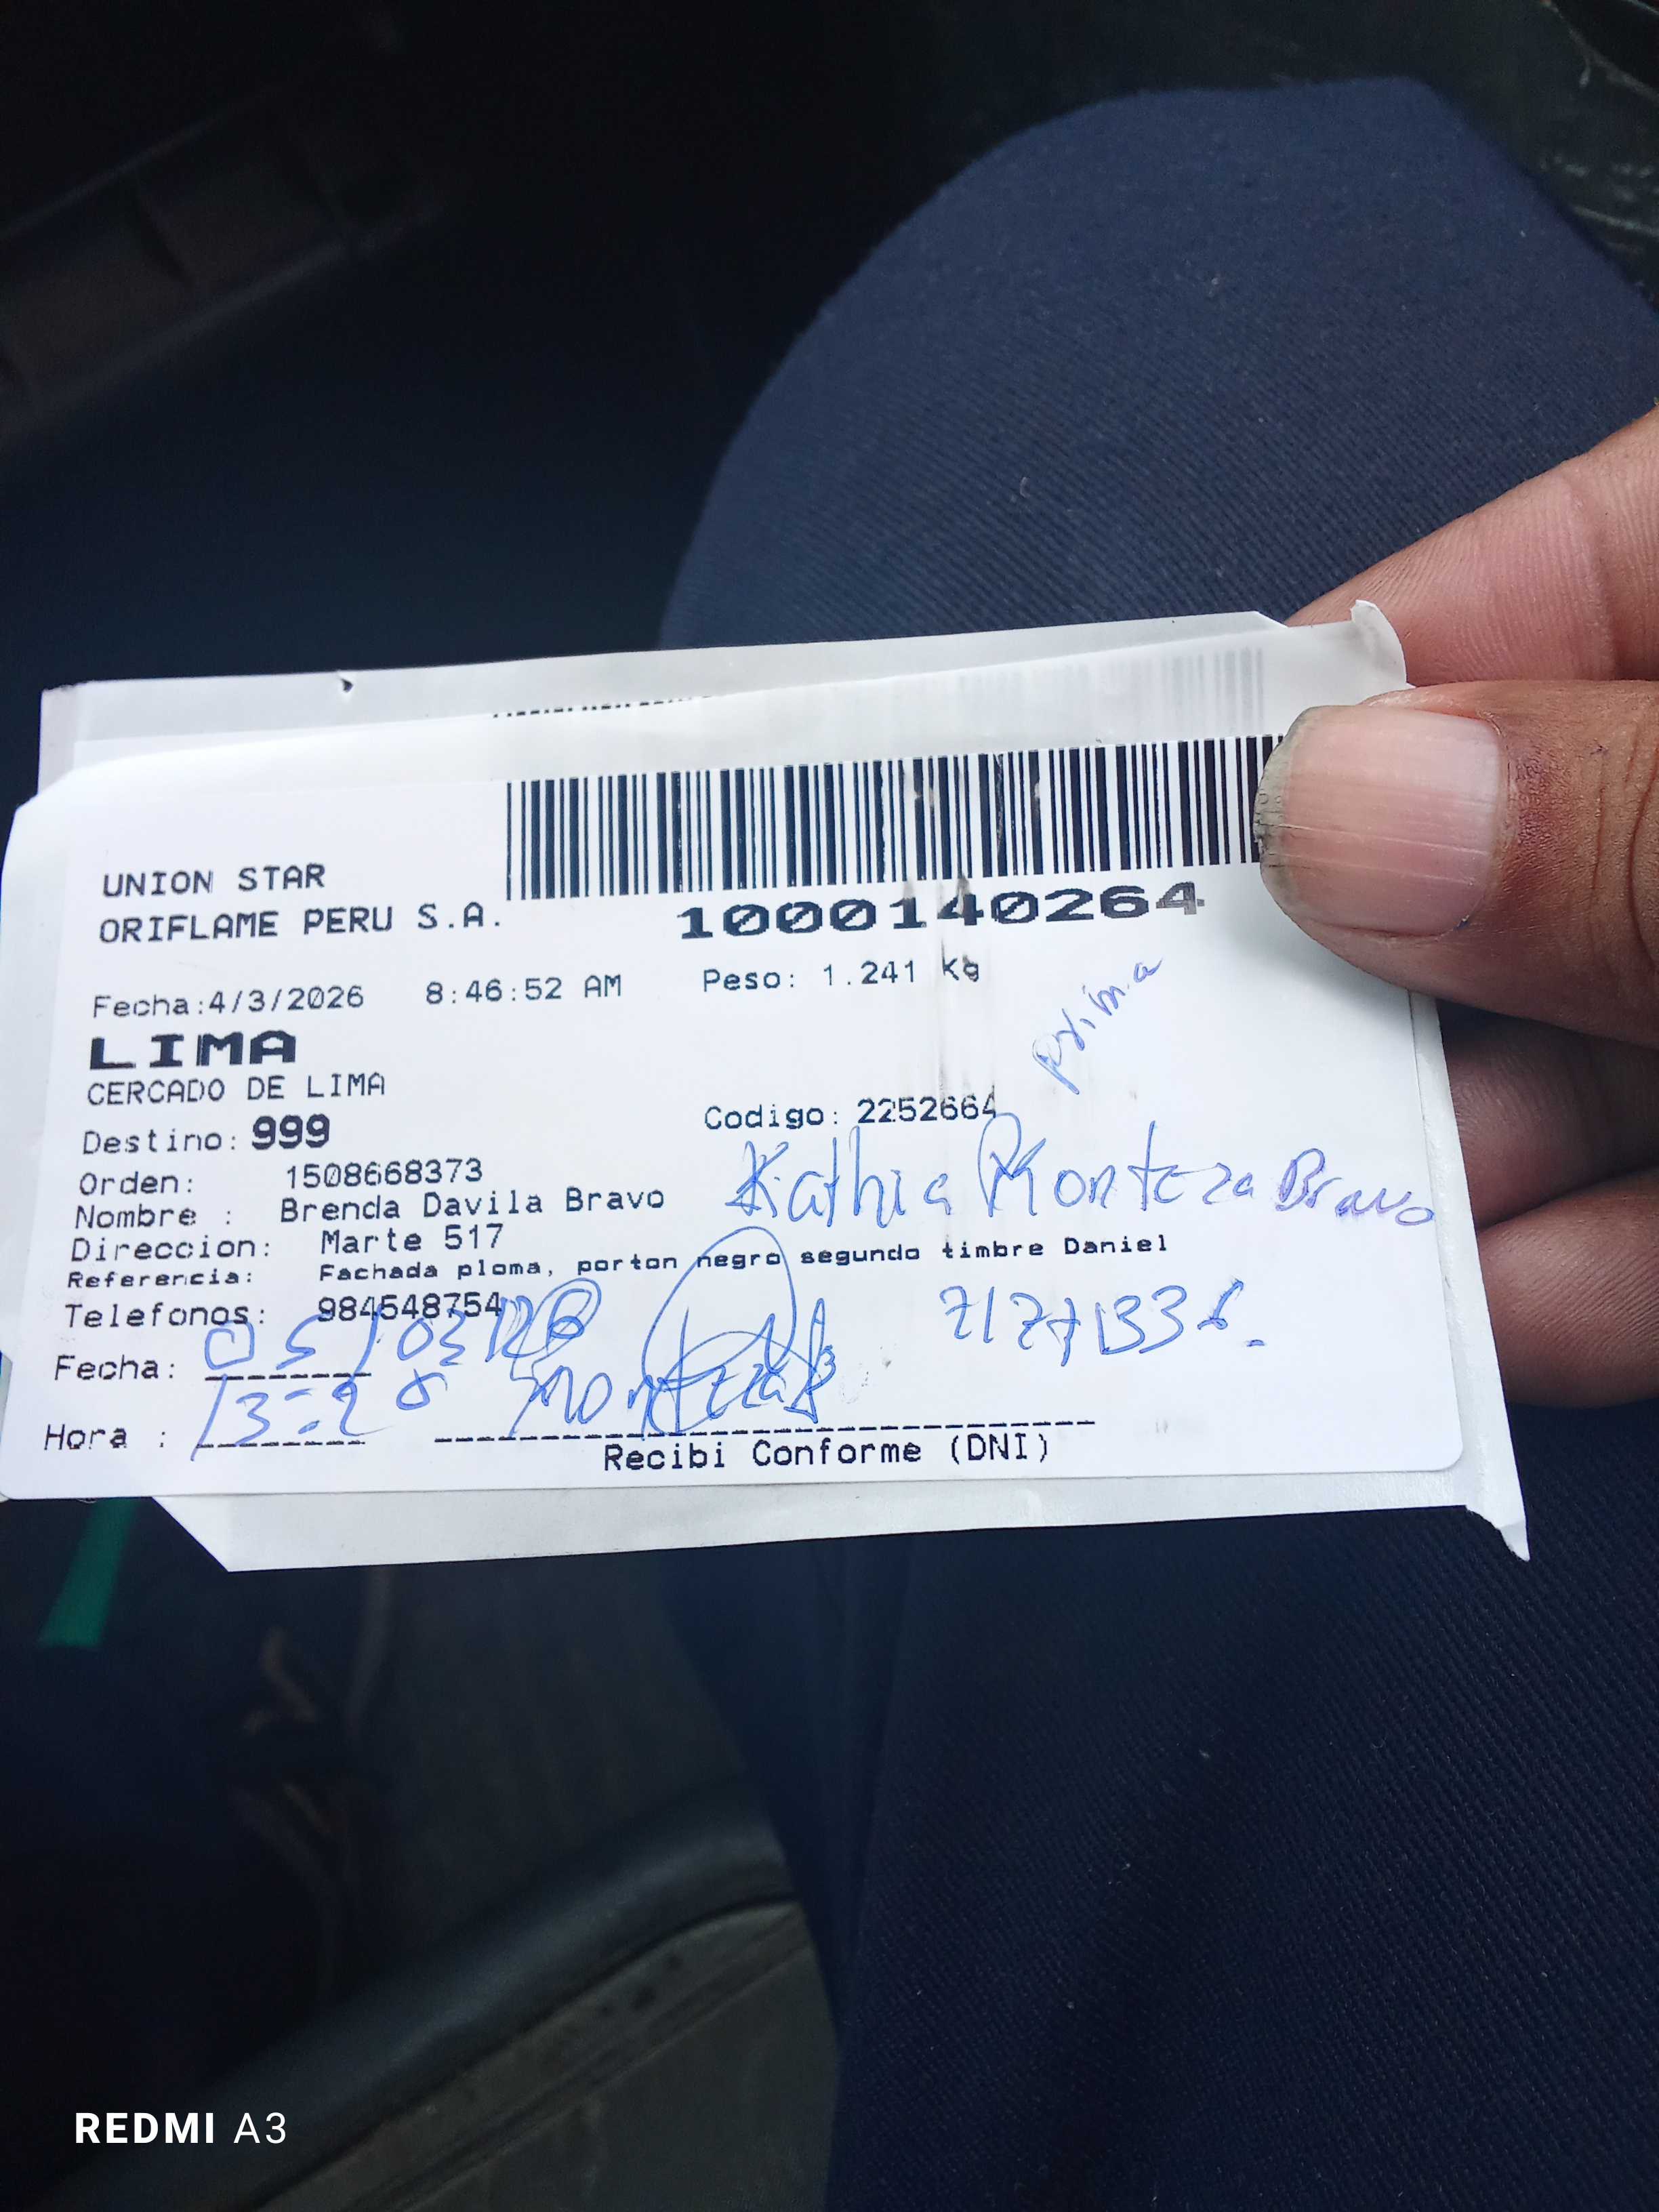 UNION STAR
ORIFLAME PERU S.A.
1000140264
Fecha:4/3/2026 8:46:52 AM Peso: 1.241 kg
prima
LIMA
CERCADO DE LIMA
Codigo: 2252664
Destino: 999
Orden: 1508668373
Nombre : Brenda Davila Bravo
Kathia Monteza Bravo
Direccion: Marte 517
Referencia: Fachada ploma, porton negro segundo timbre Daniel
Telefonos: 984548754
Fecha: 05/03/26
Hora : 13:28
Recibi Conforme (DNI)
REDMI A3